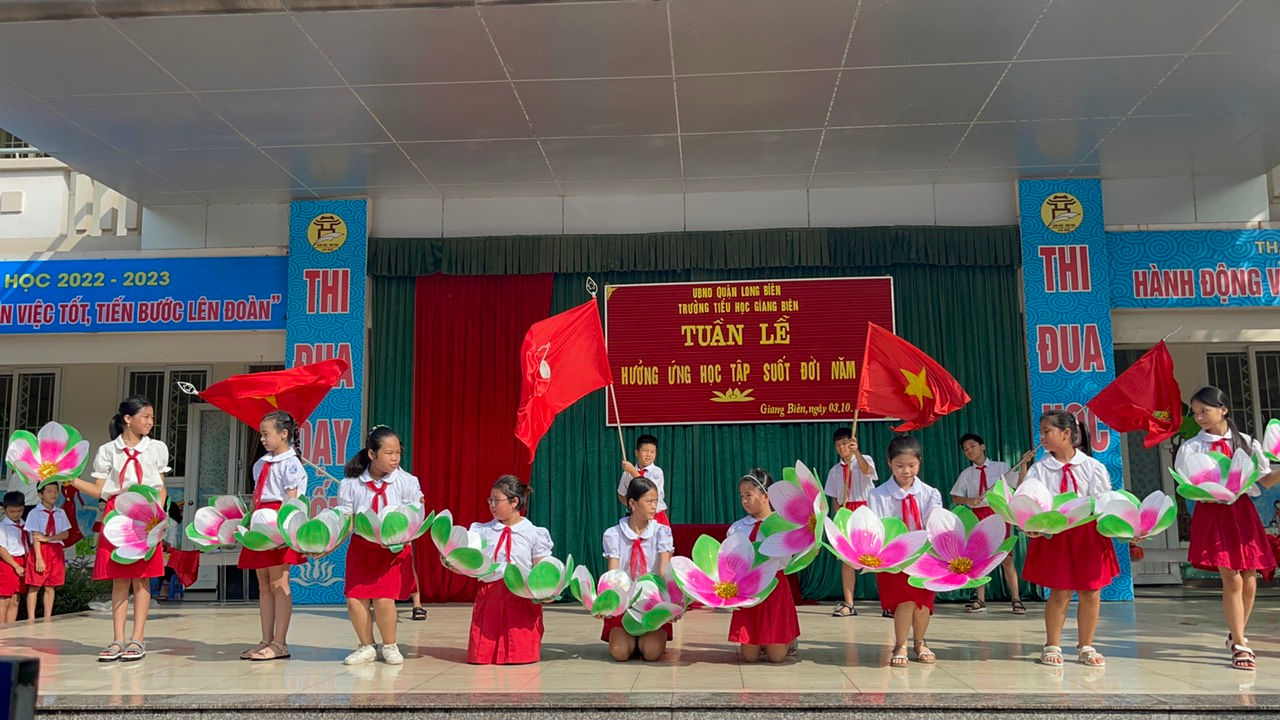 HỌC 2022 - 2023
VIỆC TỐT, TIẾN BƯỚC LÊN ĐOÀN"
THI
ĐUA
DẠY
UBND QUẬN LONG BIÊN
TRƯỜNG TIỂU HỌC GIANG BIÊN
TUẦN LỄ
HƯỞNG ỨNG HỌC TẬP SUỐT ĐỜI NĂM
Giang Biên, ngày 03.10
THI
ĐUA
HỌC
HÀNH ĐỘNG